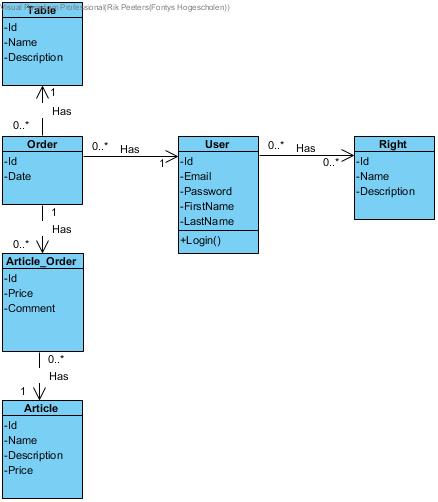 Visual Paradigm Professional(Rik Peeters(Fontys Hogescholen))
Table
-Id
-Name
-Description
1
Has
0..*
Order
-Id
-Date
0..*
Has
1
User
-Id
-Email
-Password
-FirstName
-LastName
+Login()
0..*
Has
0..*
Right
-Id
-Name
-Description
1
Has
0..*
Article_Order
-Id
-Price
-Comment
0..*
Has
1
Article
-Id
-Name
-Description
-Price